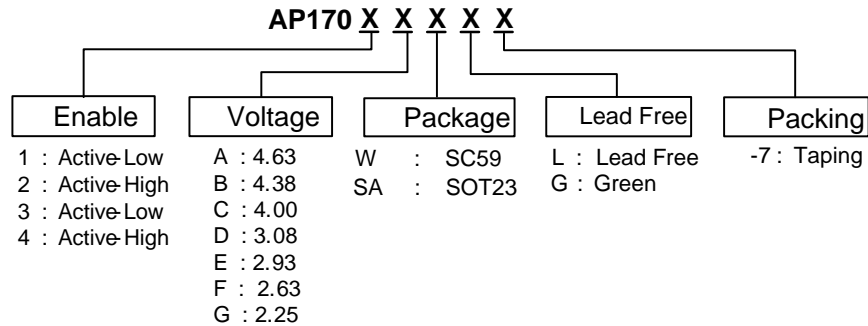 AP170 X X X X X
Enable
1 : Active-Low
2 : Active-High
3 : Active-Low
4 : Active-High
Voltage
A : 4.63
B : 4.38
C : 4.00
D : 3.08
E : 2.93
F : 2.63
G : 2.25
Package
W : SC59
SA : SOT23
Lead Free
L : Lead Free
G : Green
Packing
-7 : Taping